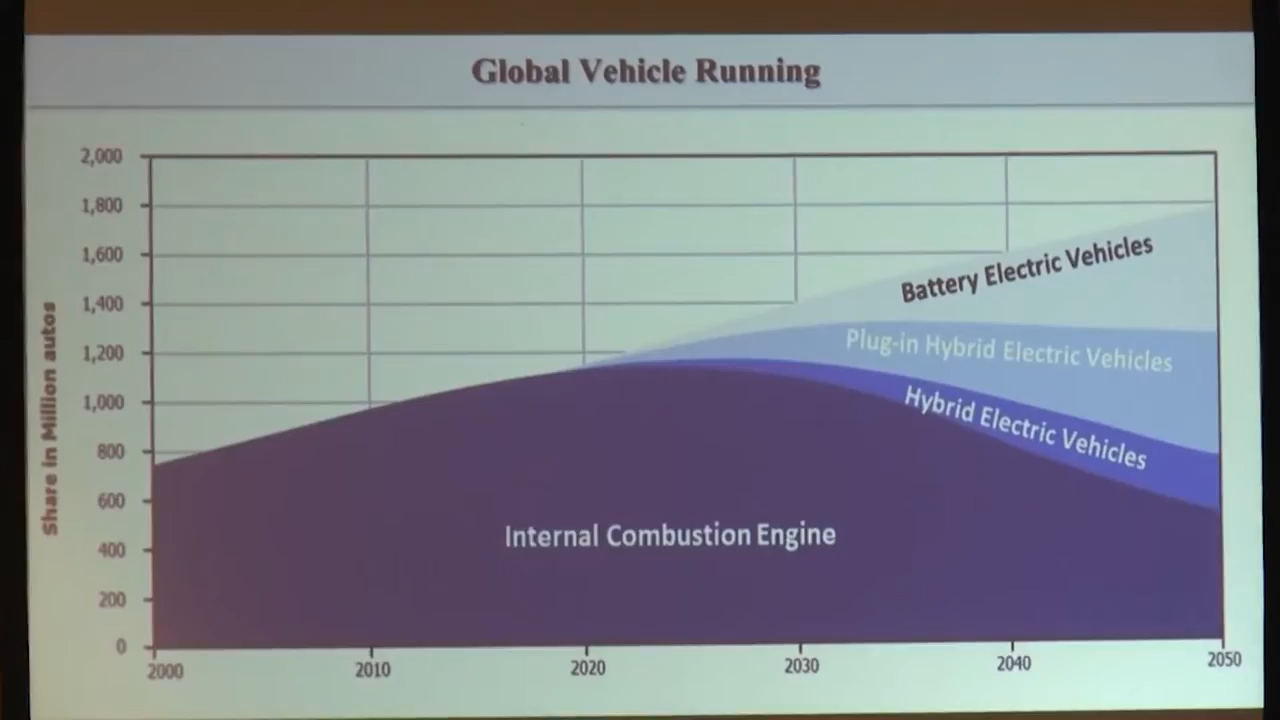 Global Vehicle Running
2,000
1,800
1,600
1,400
1,200
1,000
800
600
400
200
0
Share in Million autos
Battery Electric Vehicles
Plug-in Hybrid Electric Vehicles
Hybrid Electric Vehicles
Internal Combustion Engine
2000
2010
2020
2030
2040
2050